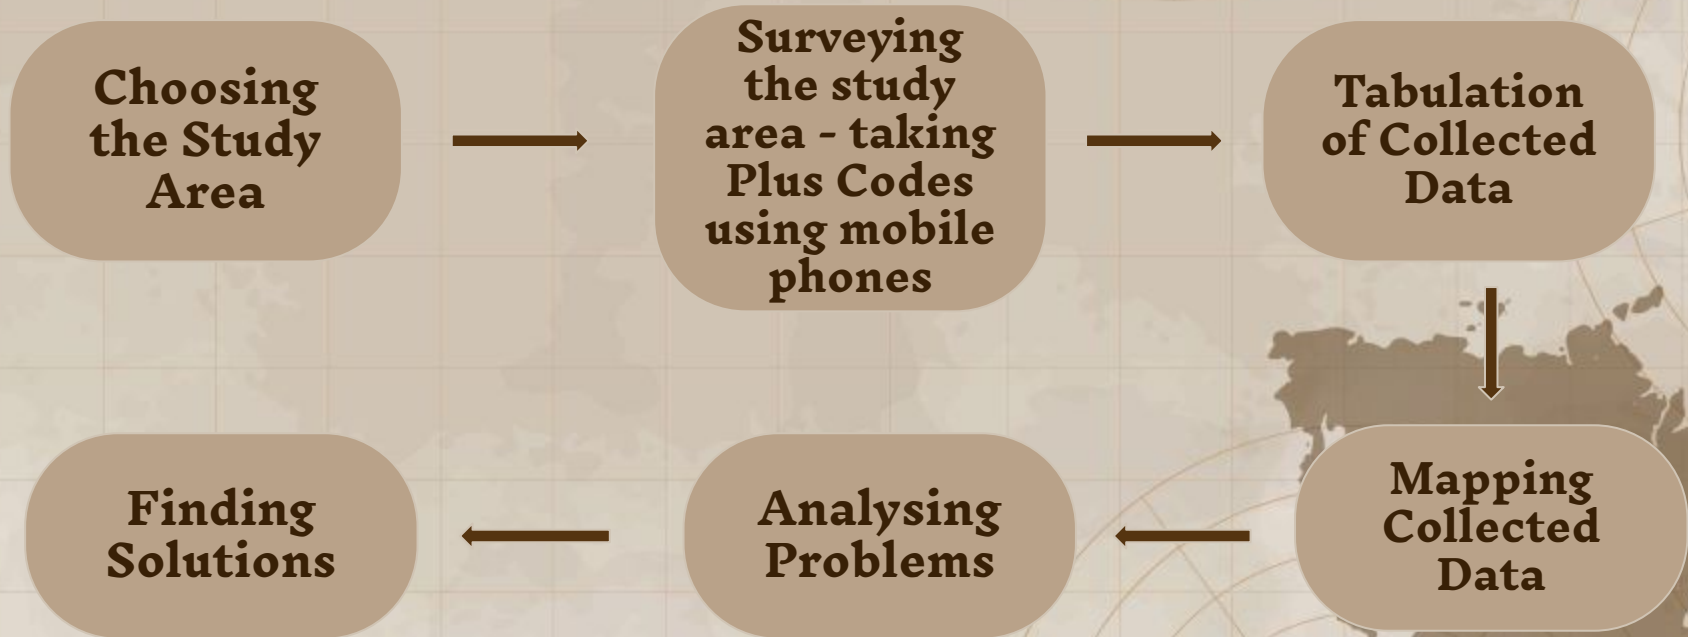 Choosing
the Study
Area
Surveying
the study
area - taking
Plus Codes
using mobile
phones
Tabulation
of Collected
Data
Mapping
Collected
Data
Analysing
Problems
Finding
Solutions